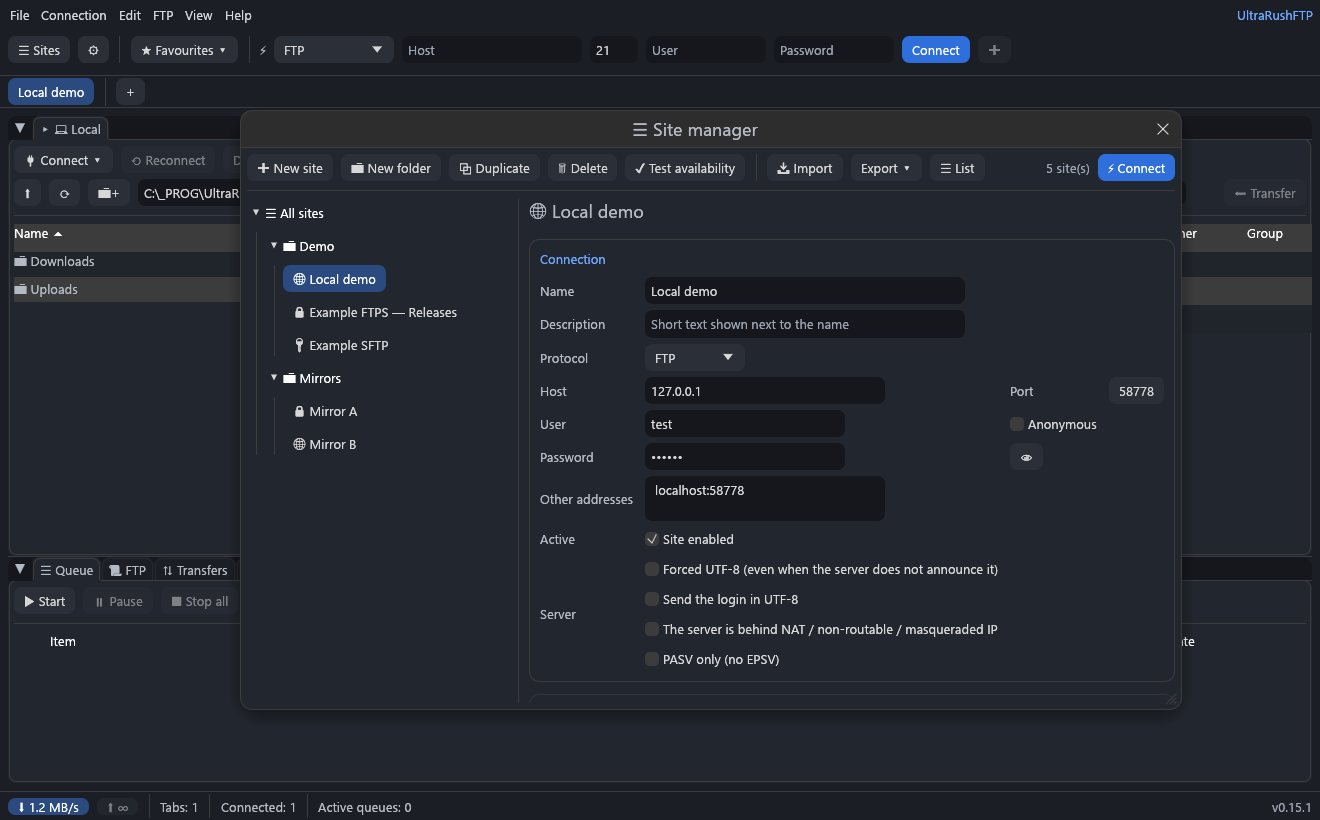 File Connection Edit FTP View Help UltraRushFTP
Sites Favourites FTP Host 21 User Password Connect +
Local demo +
Local
Connect Reconnect
C:\_PROG\UltraR Transfer
Name Group
Downloads
Uploads
Queue FTP Transfers
Start Pause Stop all
Item
Site manager
New site New folder Duplicate Delete Test availability Import Export List 5 site(s) Connect
All sites
Demo
Local demo
Example FTPS — Releases
Example SFTP
Mirrors
Mirror A
Mirror B
Local demo
Connection
Name Local demo
Description Short text shown next to the name
Protocol FTP
Host 127.0.0.1 Port 58778
User test Anonymous
Password ••••••
Other addresses localhost:58778
Active Site enabled
Forced UTF-8 (even when the server does not announce it)
Send the login in UTF-8
Server
The server is behind NAT / non-routable / masqueraded IP
PASV only (no EPSV)
1.2 MB/s ∞ Tabs: 1 Connected: 1 Active queues: 0 v0.15.1